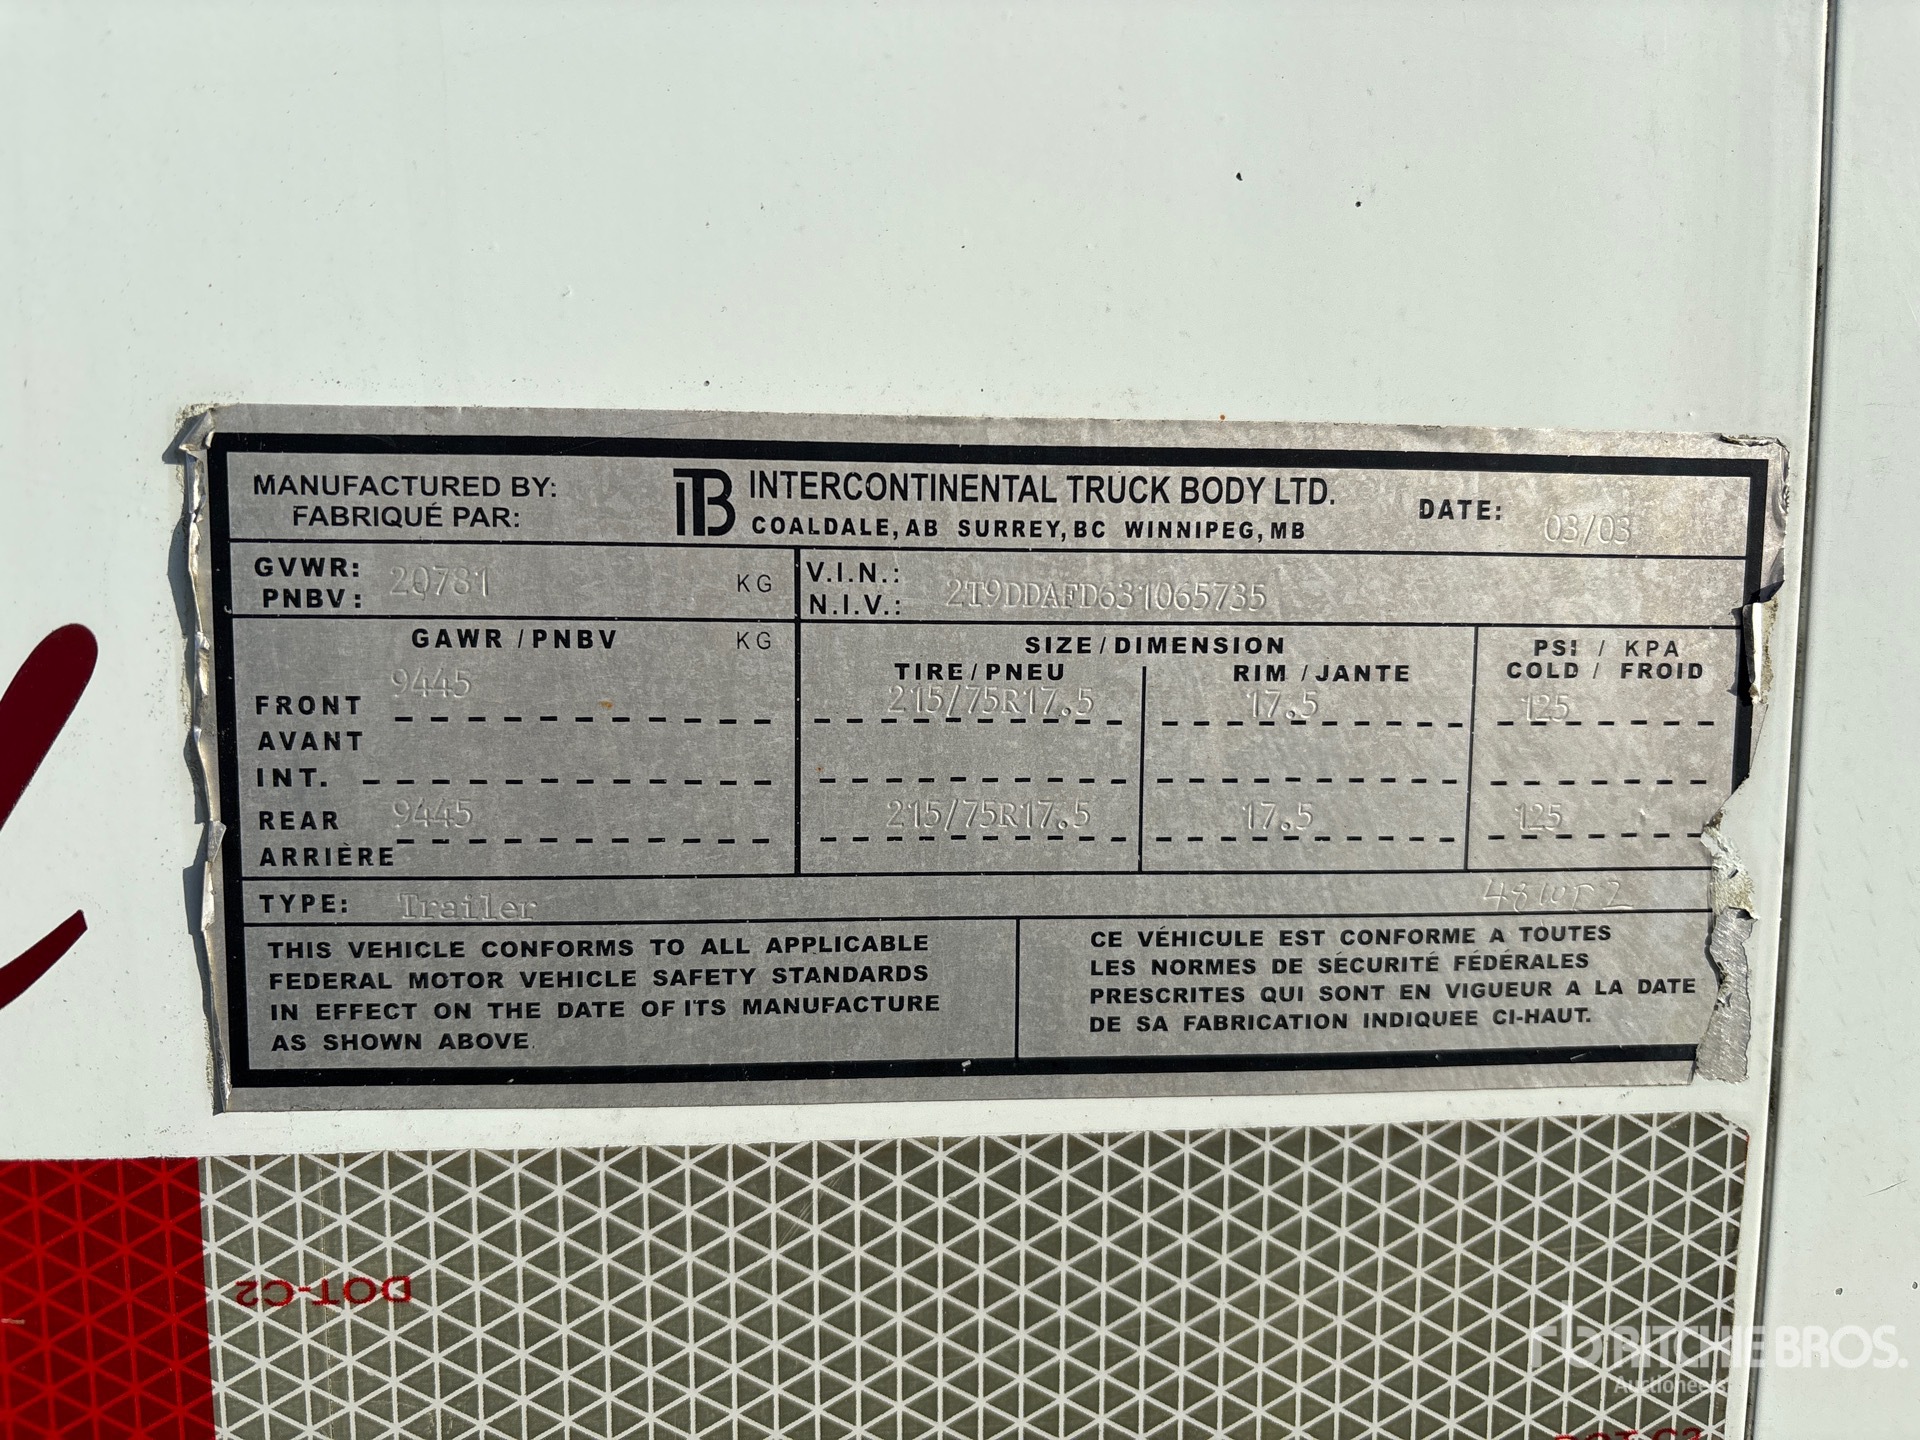 MANUFACTURED BY:
FABRIQUÉ PAR:
ITB INTERCONTINENTAL TRUCK BODY LTD.
COALDALE, AB SURREY, BC WINNIPEG, MB
DATE: 03/03
GVWR:
PNBV: 20781 KG
V.I.N.:
N.I.V.: 2T9DDAFD631065735
GAWR / PNBV KG
SIZE / DIMENSION
TIRE / PNEU RIM / JANTE
PSI / KPA
COLD / FROID
FRONT 9445 215/75R17.5 17.5 125
AVANT
INT.
REAR 9445 215/75R17.5 17.5 125
ARRIÈRE
TYPE: Trailer
THIS VEHICLE CONFORMS TO ALL APPLICABLE
FEDERAL MOTOR VEHICLE SAFETY STANDARDS
IN EFFECT ON THE DATE OF ITS MANUFACTURE
AS SHOWN ABOVE.
CE VÉHICULE EST CONFORME A TOUTES
LES NORMES DE SÉCURITÉ FÉDÉRALES
PRESCRITES QUI SONT EN VIGUEUR A LA DATE
DE SA FABRICATION INDIQUEE CI-HAUT.
DOT-C2
DOT-C2
RITCHIE BROS.
Auctioneers